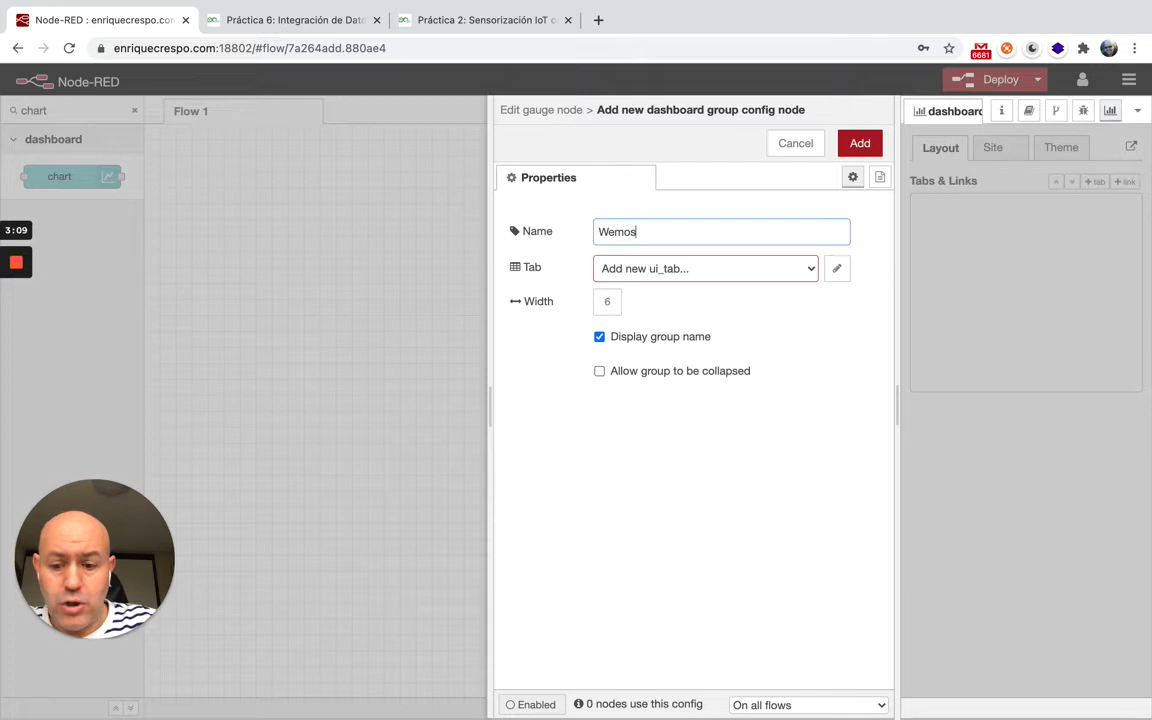 Node-RED : enriquecrespo.com
Práctica 6: Integración de Dato
Práctica 2: Sensorización IoT c
enriquecrespo.com:18802/#flow/7a264add.880ae4
6681
Node-RED
Deploy
chart
Flow 1
Edit gauge node > Add new dashboard group config node
dashboard
i
dashboard
Cancel
Add
Layout
Site
Theme
chart
Properties
Tabs & Links
tab
link
3:09
Name
Wemos
Tab
Add new ui_tab...
Width
6
Display group name
Allow group to be collapsed
Enabled
0 nodes use this config
On all flows